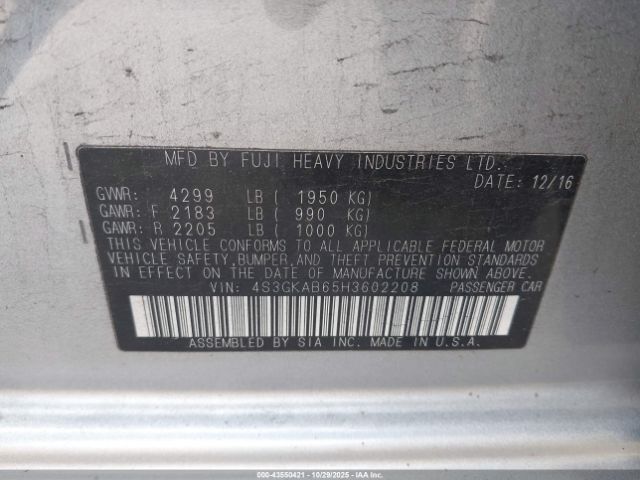 MFD BY FUJI HEAVY INDUSTRIES LTD.
DATE: 12/16
GVWR: 4299 LB ( 1950 KG)
GAWR: F 2183 LB ( 990 KG)
GAWR: R 2205 LB ( 1000 KG)
THIS VEHICLE CONFORMS TO ALL APPLICABLE FEDERAL MOTOR
VEHICLE SAFETY, BUMPER, AND THEFT PREVENTION STANDARDS
IN EFFECT ON THE DATE OF MANUFACTURE SHOWN ABOVE.
VIN: 4S3GKAB65H3602208 PASSENGER CAR
ASSEMBLED BY SIA INC. MADE IN U.S.A.
000-43550421 | 10/29/2025 | IAAI.COM